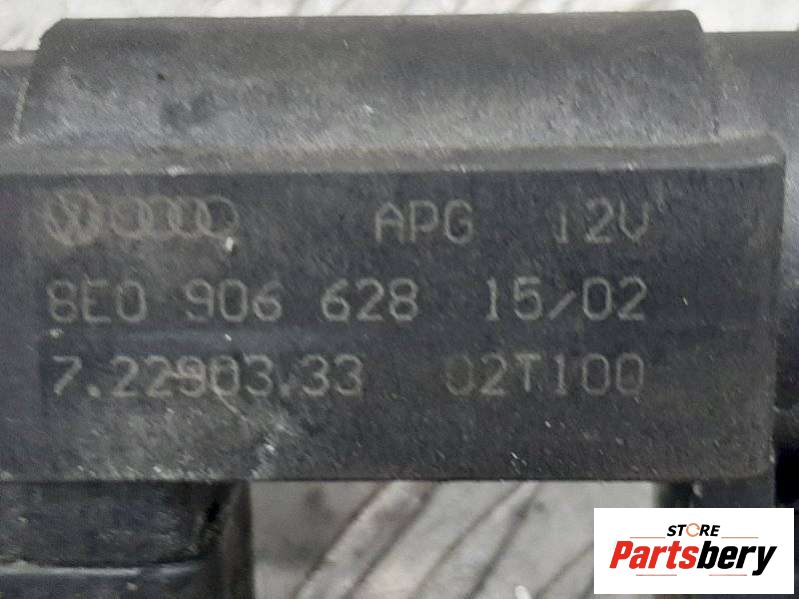 APG 12V
8E0 906 628 15/02
7.22903.33 02T100
STORE
Partsbery